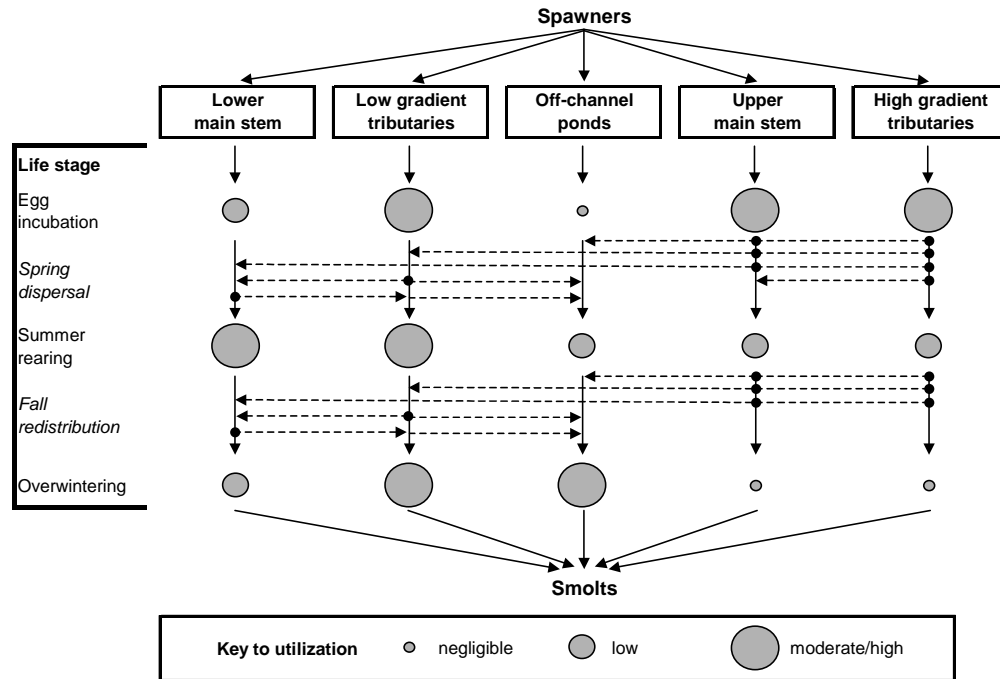 Spawners
Lower
main stem
Low gradient
tributaries
Off-channel
ponds
Upper
main stem
High gradient
tributaries
Life stage
Egg
incubation
Spring
dispersal
Summer
rearing
Fall
redistribution
Overwintering
Smolts
Key to utilization
negligible
low
moderate/high